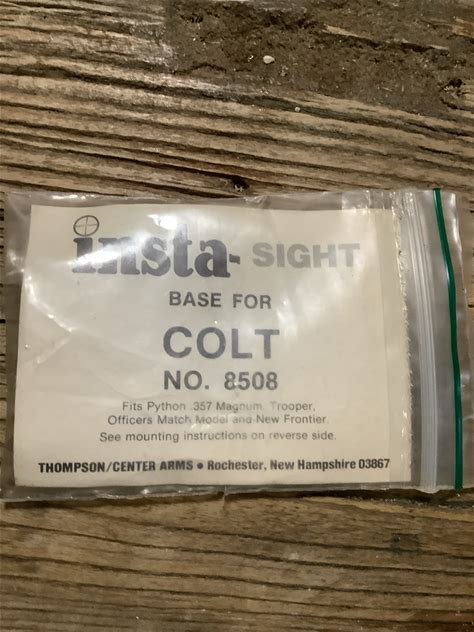 insta- SIGHT
BASE FOR
COLT
NO. 8508
Fits Python .357 Magnum, Trooper,
Officers Match Model and New Frontier.
See mounting instructions on reverse side.
THOMPSON/CENTER ARMS • Rochester, New Hampshire 03867